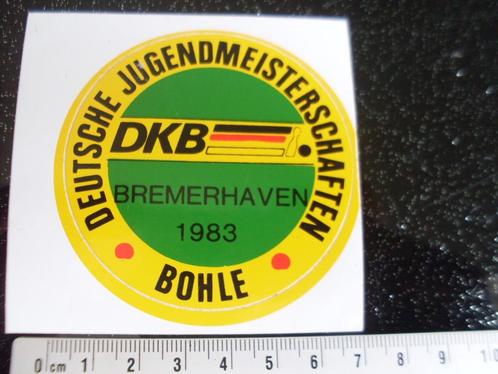 DEUTSCHE JUGENDMEISTERSCHAFTEN
DKB
BREMERHAVEN
1983
BOHLE
0 cm 1 2 3 4 5 6 7 8 9 10